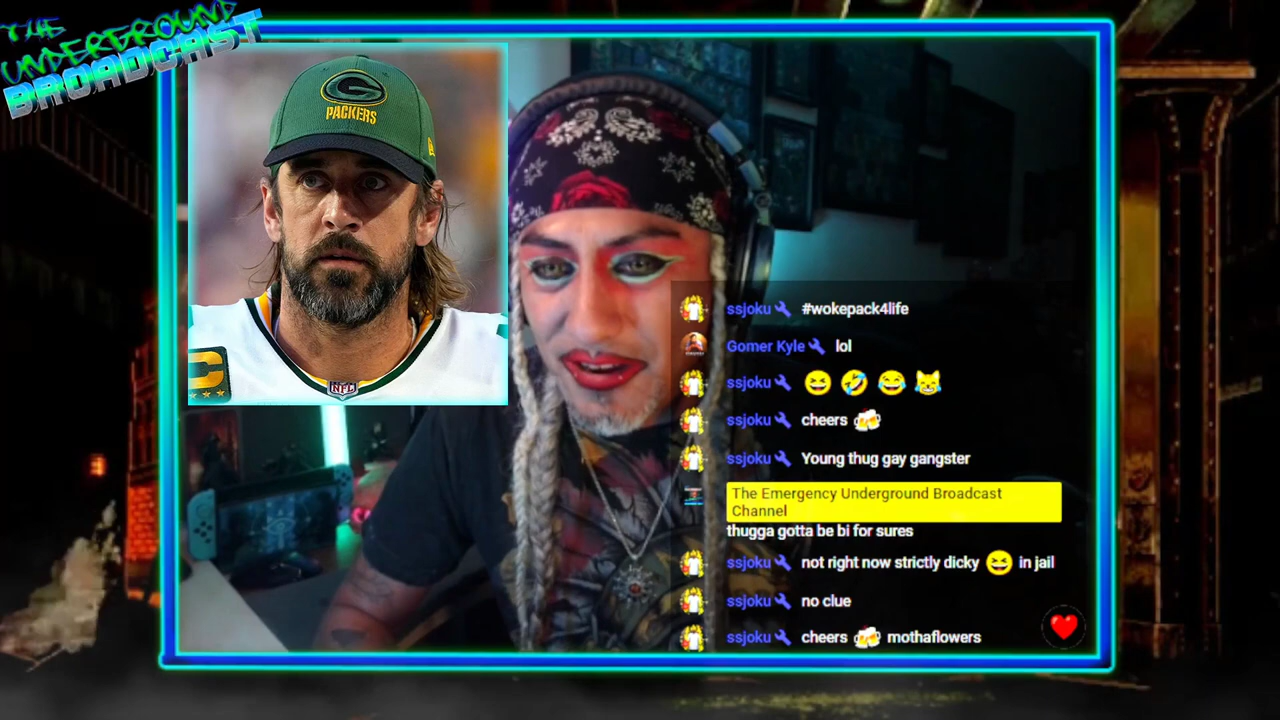 THE
UNDERGROUND
BROADCAST
G
PACKERS
C
NFL
ssjoku #wokepack4life
Gomer Kyle lol
ssjoku 😆 🤣 😂 😹
ssjoku cheers 🍻
ssjoku Young thug gay gangster
The Emergency Underground Broadcast
Channel
thugga gotta be bi for sures
ssjoku not right now strictly dicky 😆 in jail
ssjoku no clue
ssjoku cheers 🍻 mothaflowers